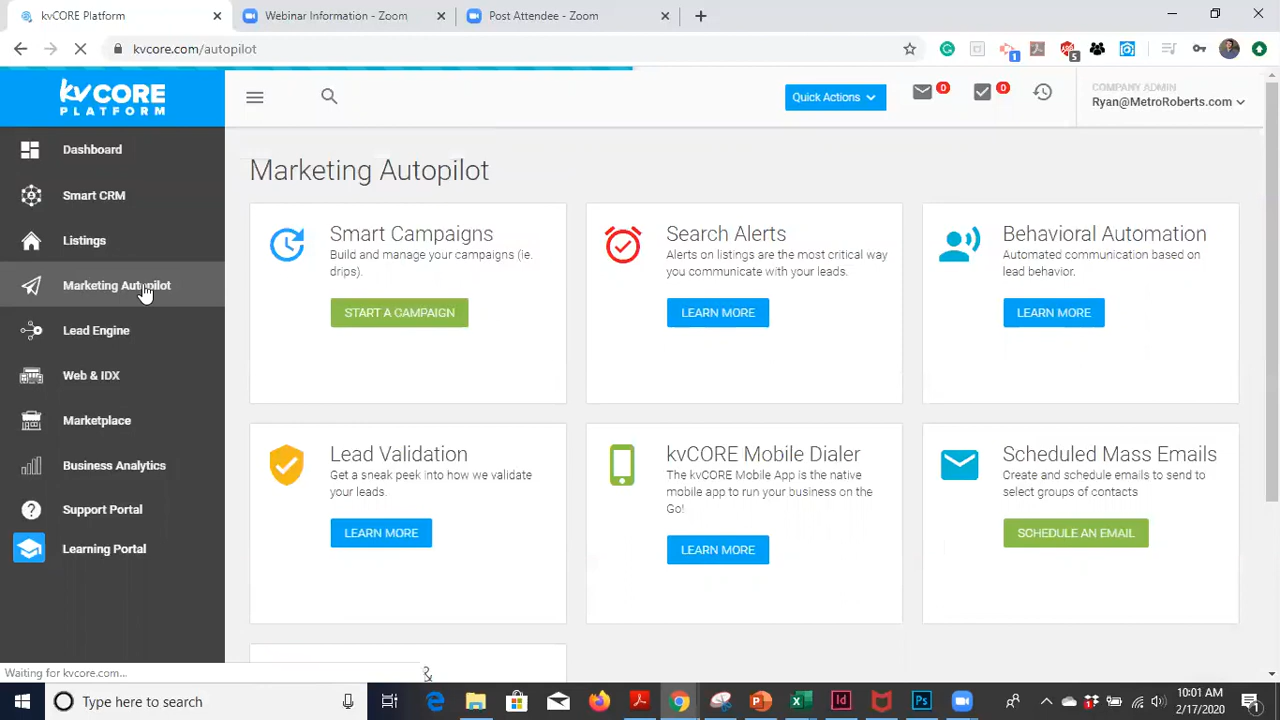 kvCORE Platform
Webinar Information - Zoom
Post Attendee - Zoom
kvcore.com/autopilot
1
5
kvCORE
PLATFORM
Quick Actions
0
0
COMPANY ADMIN
Ryan@MetroRoberts.com
Dashboard
Smart CRM
Listings
Marketing Autopilot
Lead Engine
Web & IDX
Marketplace
Business Analytics
Support Portal
Learning Portal
Marketing Autopilot
Smart Campaigns
Build and manage your campaigns (ie.
drips).
START A CAMPAIGN
Search Alerts
Alerts on listings are the most critical way
you communicate with your leads.
LEARN MORE
Behavioral Automation
Automated communication based on
lead behavior.
LEARN MORE
Lead Validation
Get a sneak peek into how we validate
your leads.
LEARN MORE
kvCORE Mobile Dialer
The kvCORE Mobile App is the native
mobile app to run your business on the
Go!
LEARN MORE
Scheduled Mass Emails
Create and schedule emails to send to
select groups of contacts
SCHEDULE AN EMAIL
Waiting for kvcore.com...
&
Type here to search
10:01 AM
2/17/2020
1